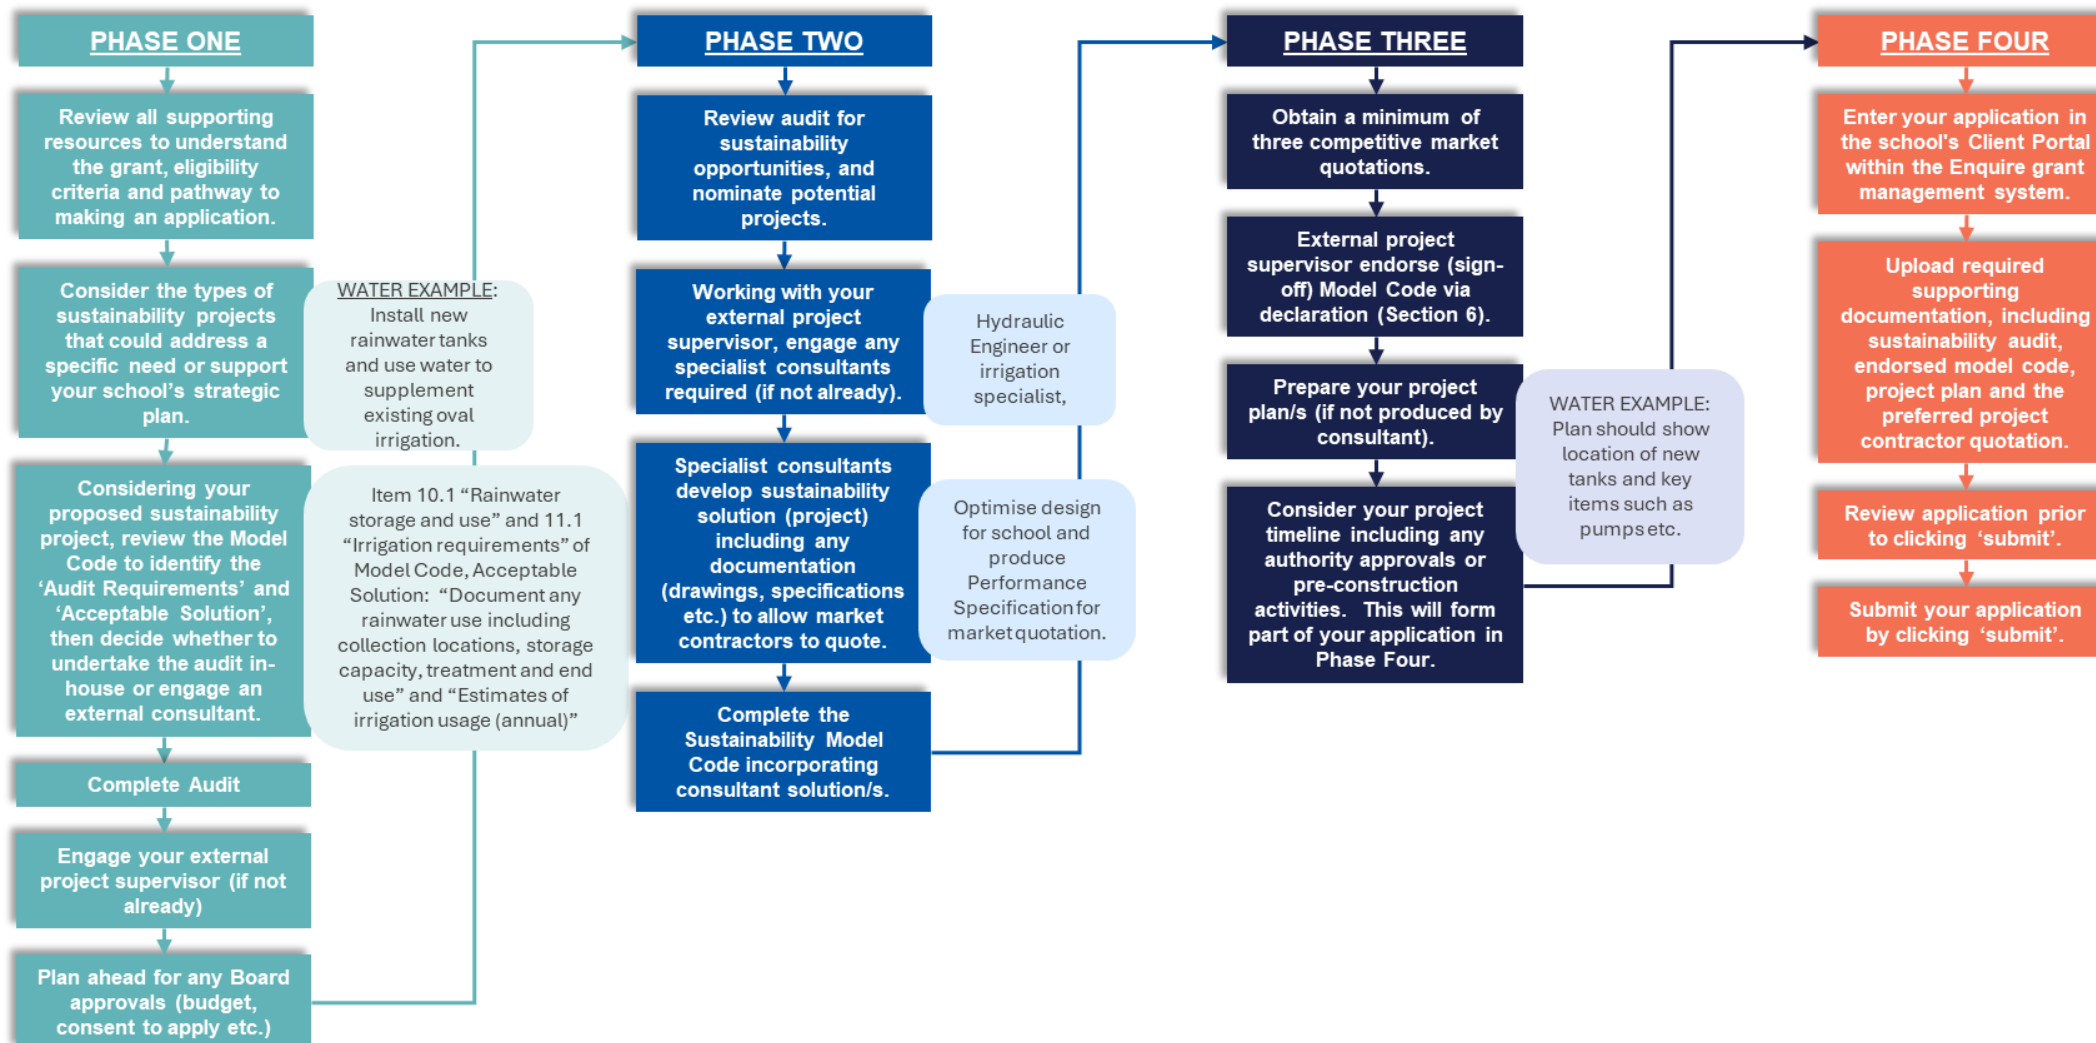 PHASE ONE
Review all supporting
resources to understand
the grant, eligibility
criteria and pathway to
making an application.
Consider the types of
sustainability projects
that could address a
specific need or support
your school’s strategic
plan.
WATER EXAMPLE:
Install new
rainwater tanks
and use water to
supplement
existing oval
irrigation.
Considering your
proposed sustainability
project, review the Model
Code to identify the
‘Audit Requirements’ and
‘Acceptable Solution’,
then decide whether to
undertake the audit in-
house or engage an
external consultant.
Item 10.1 “Rainwater
storage and use” and 11.1
“Irrigation requirements” of
Model Code, Acceptable
Solution: “Document any
rainwater use including
collection locations, storage
capacity, treatment and end
use” and “Estimates of
irrigation usage (annual)”
Complete Audit
Engage your external
project supervisor (if not
already)
Plan ahead for any Board
approvals (budget,
consent to apply etc.)
PHASE TWO
Review audit for
sustainability
opportunities, and
nominate potential
projects.
Working with your
external project
supervisor, engage any
specialist consultants
required (if not already).
Hydraulic
Engineer or
irrigation
specialist,
Specialist consultants
develop sustainability
solution (project)
including any
documentation
(drawings, specifications
etc.) to allow market
contractors to quote.
Optimise design
for school and
produce
Performance
Specification for
market quotation.
Complete the
Sustainability Model
Code incorporating
consultant solution/s.
PHASE THREE
Obtain a minimum of
three competitive market
quotations.
External project
supervisor endorse (sign-
off) Model Code via
declaration (Section 6).
Prepare your project
plan/s (if not produced by
consultant).
WATER EXAMPLE:
Plan should show
location of new
tanks and key
items such as
pumps etc.
Consider your project
timeline including any
authority approvals or
pre-construction
activities. This will form
part of your application in
Phase Four.
PHASE FOUR
Enter your application in
the school's Client Portal
within the Enquire grant
management system.
Upload required
supporting
documentation, including
sustainability audit,
endorsed model code,
project plan and the
preferred project
contractor quotation.
Review application prior
to clicking ‘submit’.
Submit your application
by clicking ‘submit’.